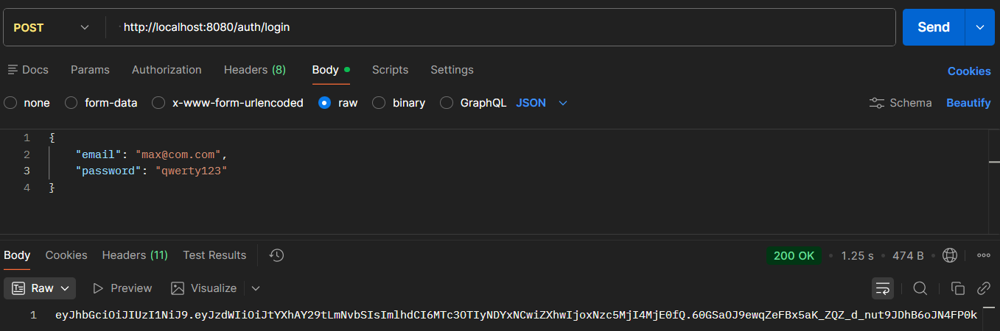 POST http://localhost:8080/auth/login Send
Docs Params Authorization Headers (8) Body Scripts Settings Cookies
none form-data x-www-form-urlencoded raw binary GraphQL JSON Schema Beautify
1 {
2 "email": "max@com.com",
3 "password": "qwerty123"
4 }
Body Cookies Headers (11) Test Results 200 OK • 1.25 s • 474 B •
Raw Preview Visualize
1 eyJhbGciOiJIUzI1NiJ9.eyJzdWIiOiJtYXhAY29tLmNvbSIsImlhdCI6MTc3OTIyNDYxNCwiZXhwIjoxNzc5MjI4MjE0fQ.60GSaOJ9ewqZeFBx5aK_ZQZ_d_nut9JDhB6oJN4FP0k